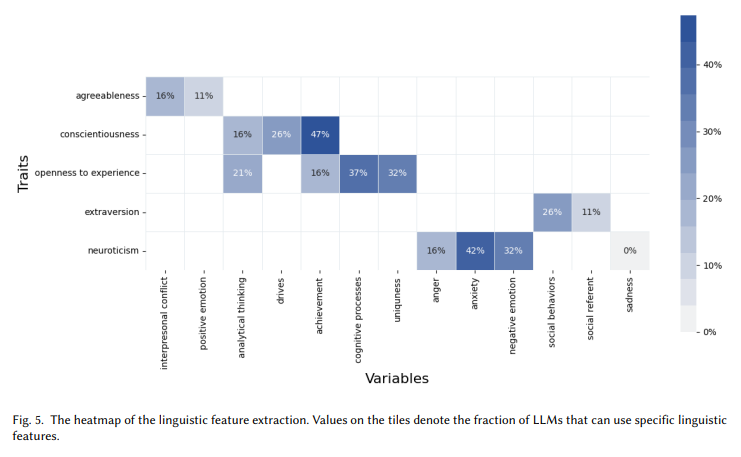 40%
agreeableness
16%
11%
conscientiousness
16%
26%
47%
30%
Traits
openness to experience
21%
16%
37%
32%
20%
extraversion
26%
11%
neuroticism
16%
42%
32%
0%
10%
0%
interpresonal conflict
positive emotion
analytical thinking
drives
achievement
cognitive processes
uniquness
anger
anxiety
negative emotion
social behaviors
social referent
sadness
Variables
Fig. 5. The heatmap of the linguistic feature extraction. Values on the tiles denote the fraction of LLMs that can use specific linguistic
features.